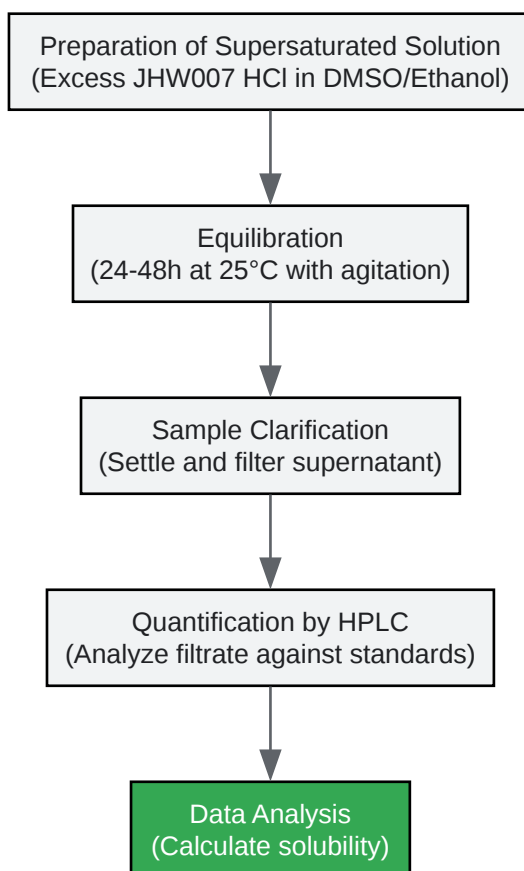 Preparation of Supersaturated Solution
(Excess JHW007 HCl in DMSO/Ethanol)
Equilibration
(24-48h at 25°C with agitation)
Sample Clarification
(Settle and filter supernatant)
Quantification by HPLC
(Analyze filtrate against standards)
Data Analysis
(Calculate solubility)